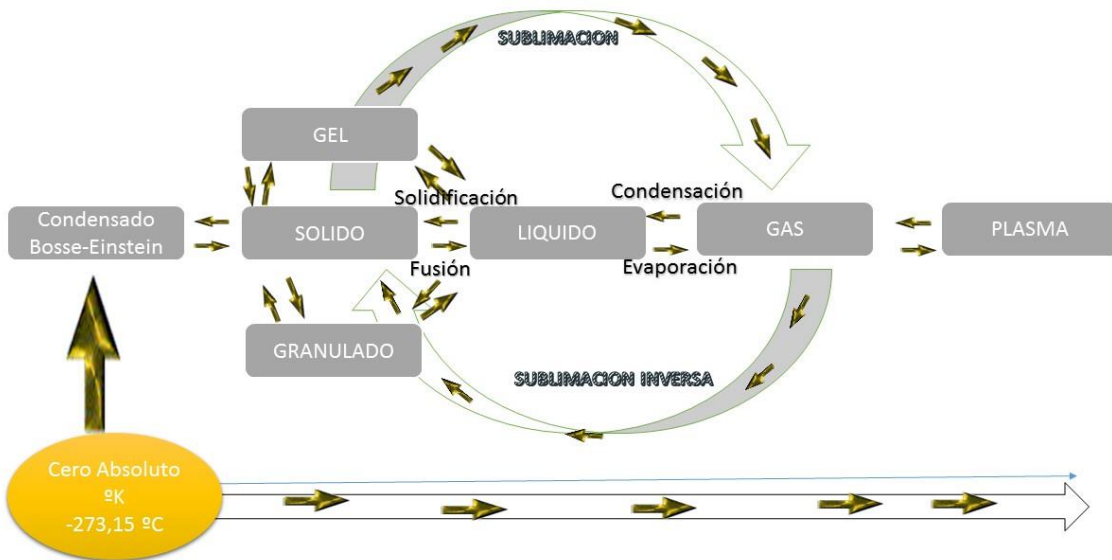 SUBLIMACION
GEL
Solidificación
Condensación
Condensado
Bosse-Einstein
SOLIDO
LIQUIDO
GAS
PLASMA
Fusión
Evaporación
GRANULADO
SUBLIMACION INVERSA
Cero Absoluto
ºK
-273,15 ºC